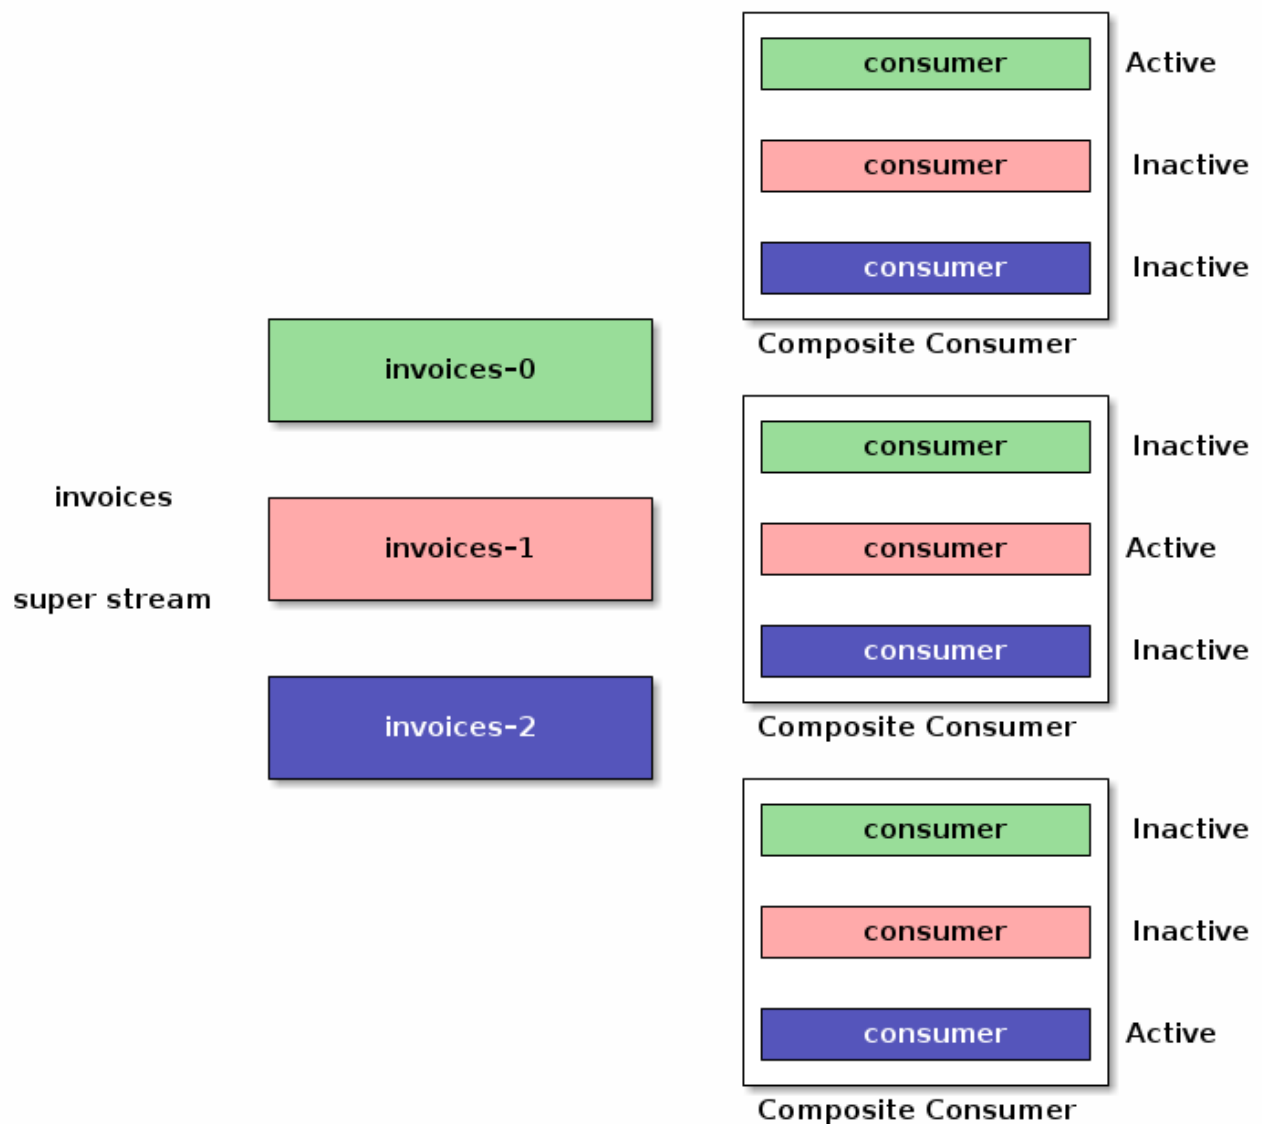 invoices
super stream
invoices-0
invoices-1
invoices-2
consumer Active
consumer Inactive
consumer Inactive
Composite Consumer
consumer Inactive
consumer Active
consumer Inactive
Composite Consumer
consumer Inactive
consumer Inactive
consumer Active
Composite Consumer